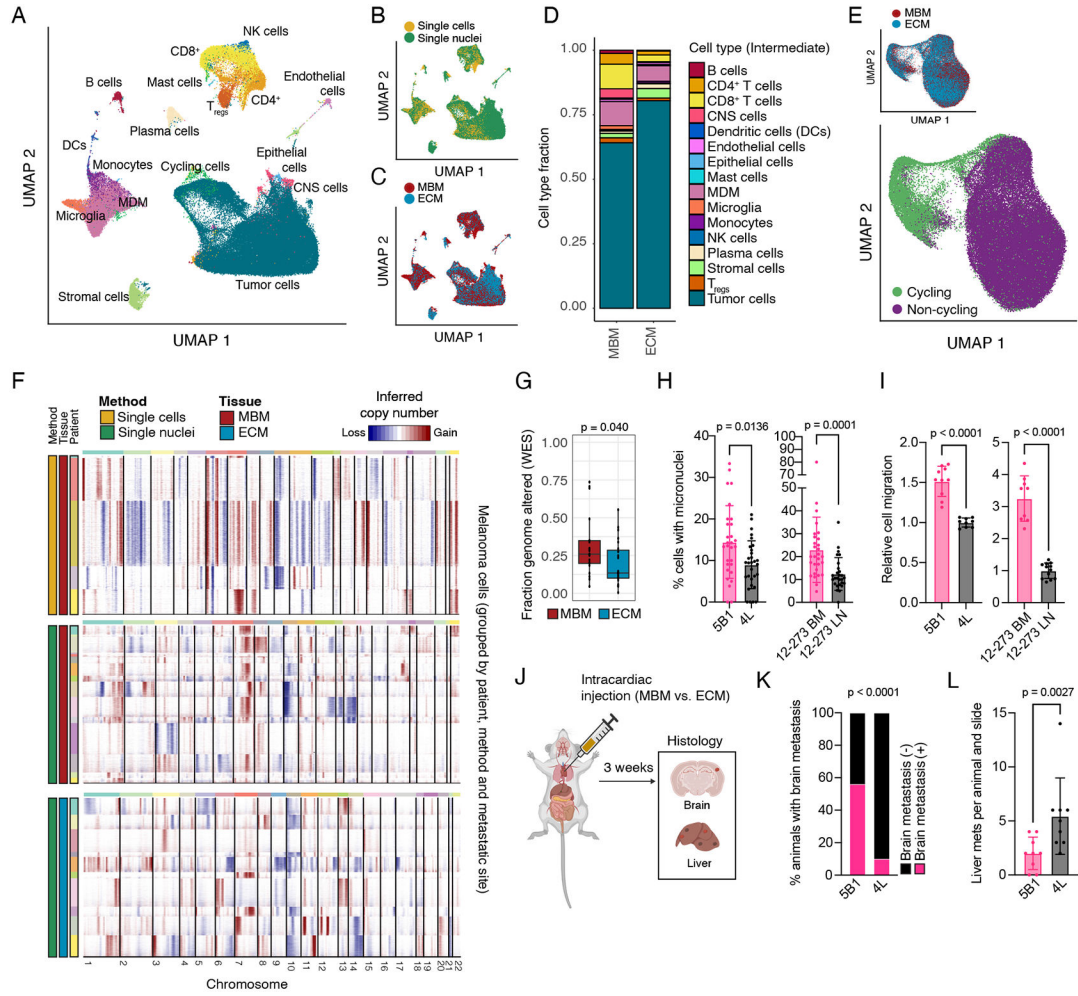 A
NK cells
CD8⁺
Mast cells
B cells
Endothelial
cells
T regs
CD4⁺
Plasma cells
DCs
Monocytes
Cycling cells
Epithelial
cells
CNS cells
MDM
Microglia
Stromal cells
Tumor cells
UMAP 2
UMAP 1
B
Single cells
Single nuclei
UMAP 2
C
MBM
ECM
UMAP 2
UMAP 1
D
Cell type fraction
1.00
0.75
0.50
0.25
0.00
MBM
ECM
Cell type (Intermediate)
B cells
CD4⁺ T cells
CD8⁺ T cells
CNS cells
Dendritic cells (DCs)
Endothelial cells
Epithelial cells
Mast cells
MDM
Microglia
Monocytes
NK cells
Plasma cells
Stromal cells
T regs
Tumor cells
E
MBM
ECM
UMAP 2
UMAP 1
UMAP 2
Cycling
Non-cycling
UMAP 1
F
Method
Single cells
Single nuclei
Tissue
MBM
ECM
Inferred
copy number
Loss
Gain
Method
Tissue
Patient
Melanoma cells (grouped by patient, method and metastatic site)
1 2 3 4 5 6 7 8 9 10 11 12 13 14 15 16 17 18 19 20 21 22
Chromosome
G
p = 0.040
Fraction genome altered (WES)
1.00
0.75
0.50
0.25
0.00
MBM
ECM
H
p = 0.0136
% cells with micronuclei
40
30
20
10
0
5B1
4L
p = 0.0001
100
90
80
70
50
40
30
20
10
0
12-273 BM
12-273 LN
I
p < 0.0001
Relative cell migration
2.0
1.5
1.0
0.5
0.0
5B1
4L
p < 0.0001
5
4
3
2
1
0
12-273 BM
12-273 LN
J
Intracardiac
injection (MBM vs. ECM)
3 weeks
Histology
Brain
Liver
K
p < 0.0001
% animals with brain metastasis
100
80
60
40
20
0
5B1
4L
Brain metastasis (-)
Brain metastasis (+)
L
p = 0.0027
Liver mets per animal and slide
15
10
5
0
5B1
4L